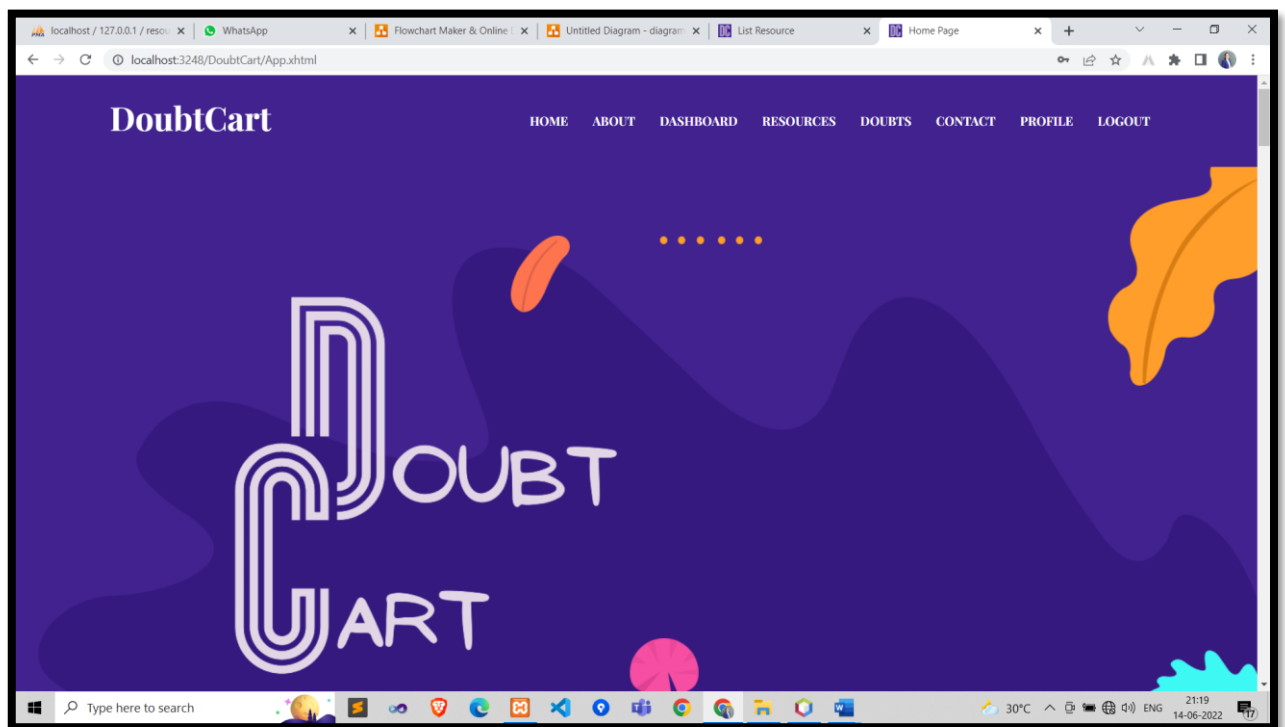 localhost / 127.0.0.1 / resou
WhatsApp
Flowchart Maker & Online
Untitled Diagram - diagram
List Resource
Home Page
localhost:3248/DoubtCart/App.xhtml
DoubtCart
HOME ABOUT DASHBOARD RESOURCES DOUBTS CONTACT PROFILE LOGOUT
DOUBT
CART
Type here to search
30°C
ENG
21:19
14-06-2022
17